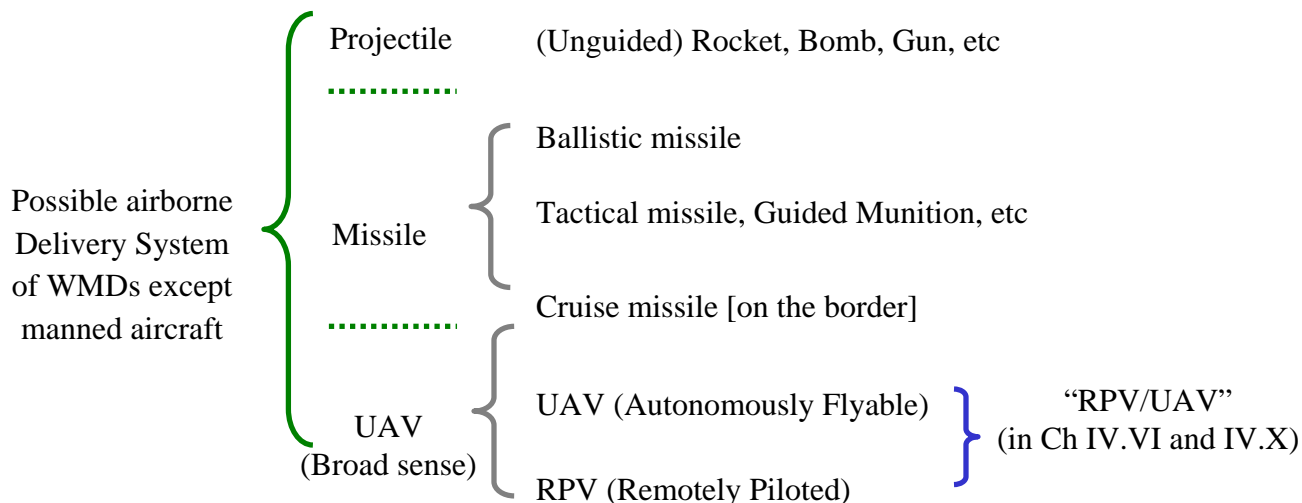 Projectile
(Unguided) Rocket, Bomb, Gun, etc
Ballistic missile
Possible airborne
Delivery System
of WMDs except
manned aircraft
Missile
Tactical missile, Guided Munition, etc
Cruise missile [on the border]
UAV
(Broad sense)
UAV (Autonomously Flyable)
RPV (Remotely Piloted)
“RPV/UAV”
(in Ch IV.VI and IV.X)